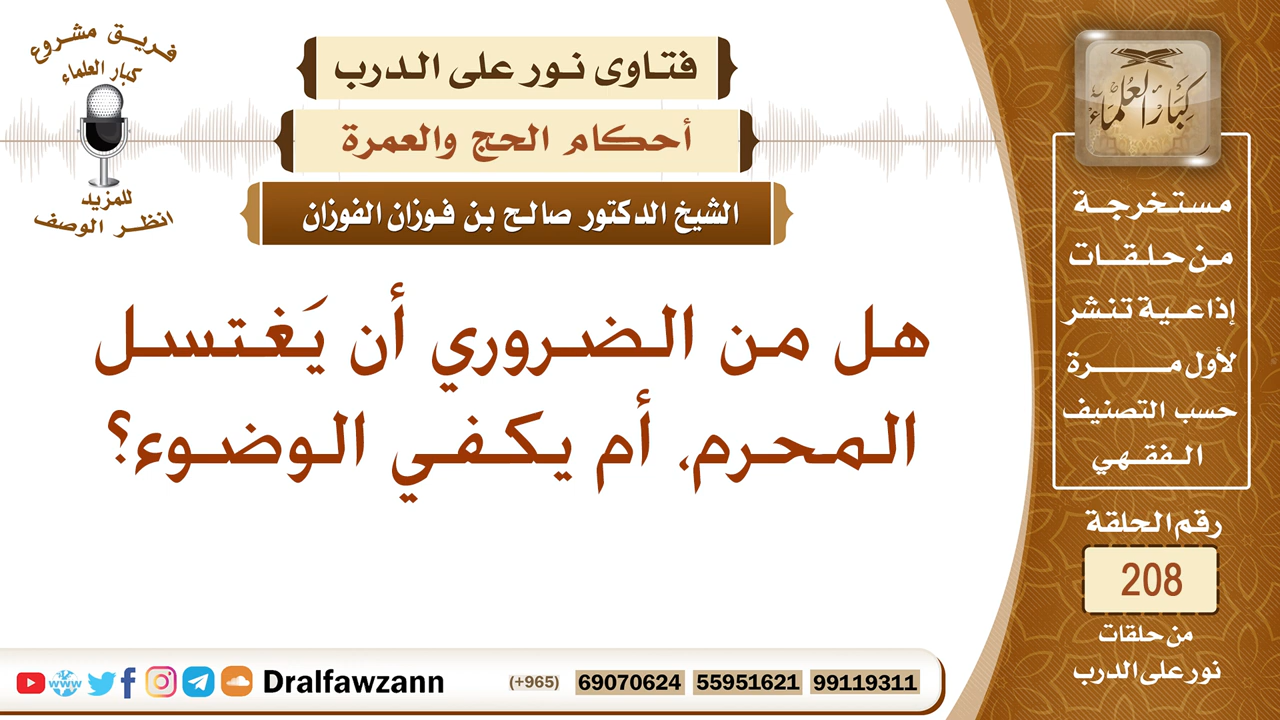 فريق مشروع
كبار العلماء
للمزيد
انظر الوصف
فتاوى نور على الدرب
أحكام الحج والعمرة
الشيخ الدكتور صالح بن فوزان الفوزان
هل من الضروري أن يَغتسل
المحرم، أم يكفي الوضوء؟
كبار العلماء
مستخرجة
من حلقات
إذاعية تنشر
لأول مرة
حسب التصنيف
الفقهي
رقم الحلقة
208
من حلقات
نور على الدرب
www Dralfawzann (+965) 69070624 55951621 99119311